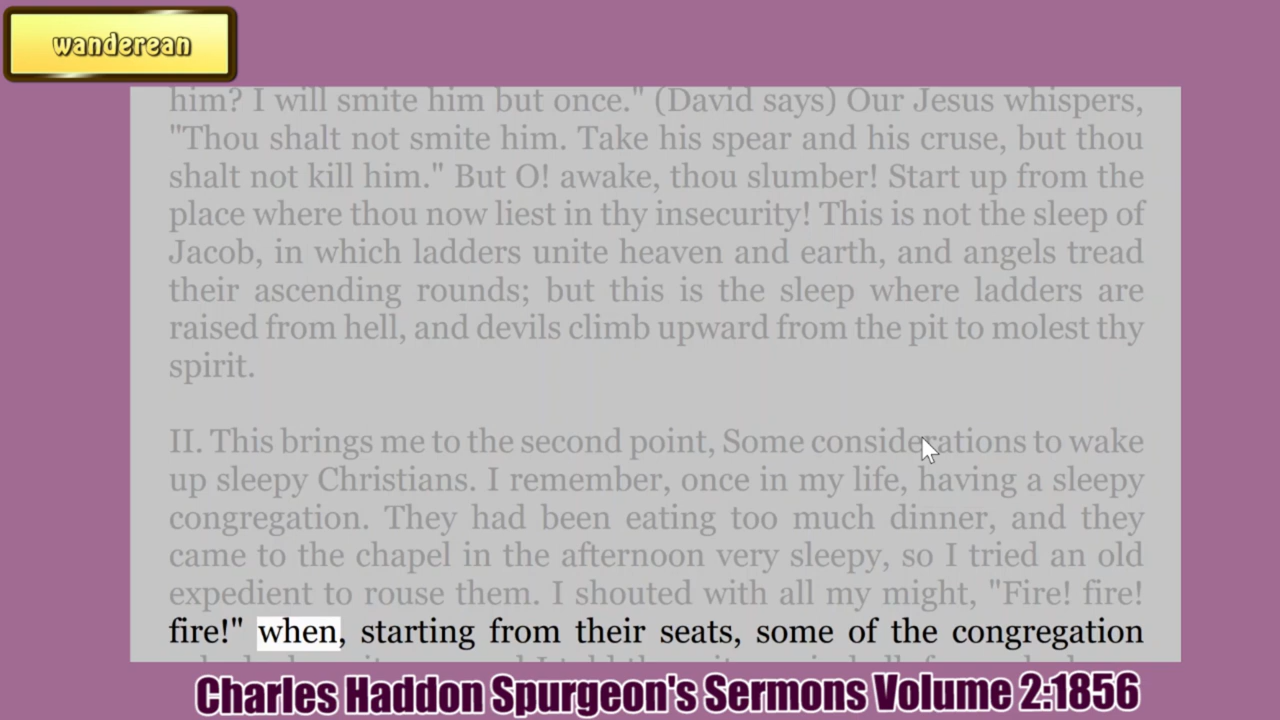 wanderean
him? I will smite him but once." (David says) Our Jesus whispers,
"Thou shalt not smite him. Take his spear and his cruse, but thou
shalt not kill him." But O! awake, thou slumber! Start up from the
place where thou now liest in thy insecurity! This is not the sleep of
Jacob, in which ladders unite heaven and earth, and angels tread
their ascending rounds; but this is the sleep where ladders are
raised from hell, and devils climb upward from the pit to molest thy
spirit.
II. This brings me to the second point, Some considerations to wake
up sleepy Christians. I remember, once in my life, having a sleepy
congregation. They had been eating too much dinner, and they
came to the chapel in the afternoon very sleepy, so I tried an old
expedient to rouse them. I shouted with all my might, "Fire! fire!
fire!" when, starting from their seats, some of the congregation
Charles Haddon Spurgeon's Sermons Volume 2:1856